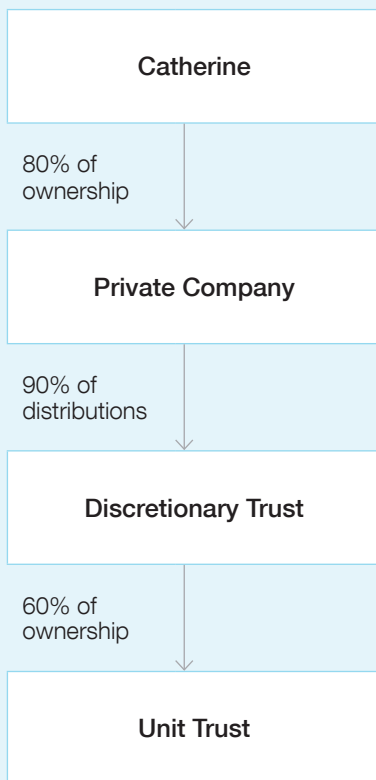 Catherine
80% of
ownership
Private Company
90% of
distributions
Discretionary Trust
60% of
ownership
Unit Trust